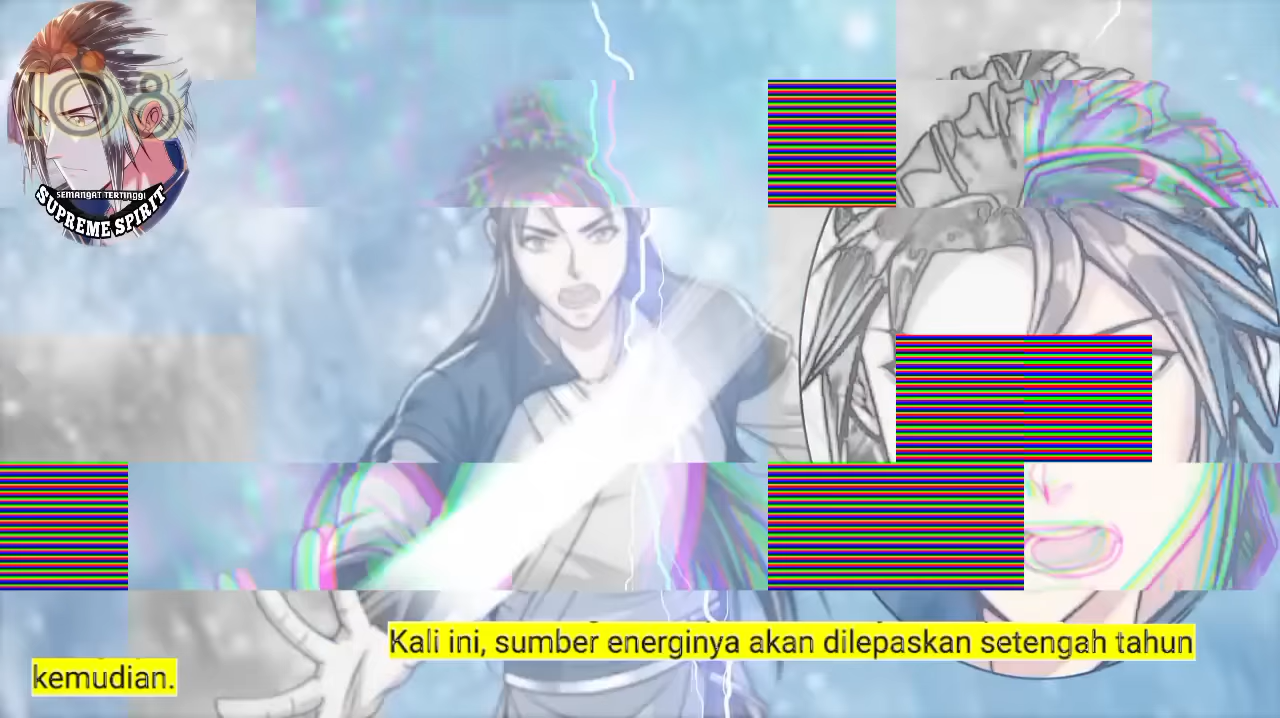 108
SEMANGAT TERTINGGI
SUPREME SPIRIT
Kali ini, sumber energinya akan dilepaskan setengah tahun
kemudian.